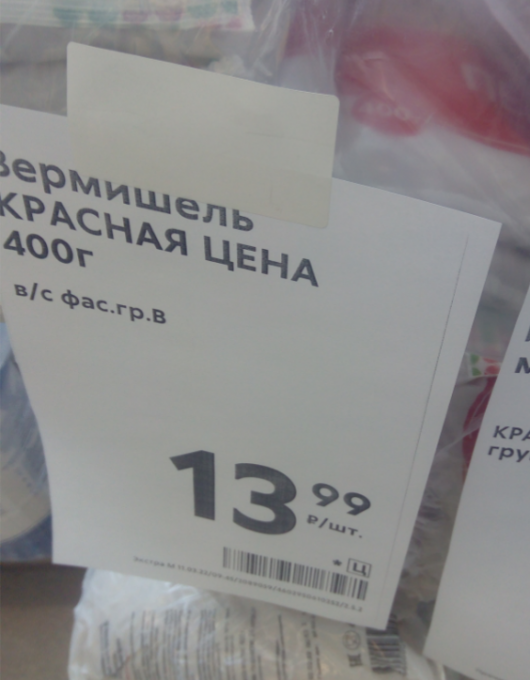 Вермишель
КРАСНАЯ ЦЕНА
400г
в/с фас.гр.В
13 99
₽/шт.
* Ц
КРА
гру